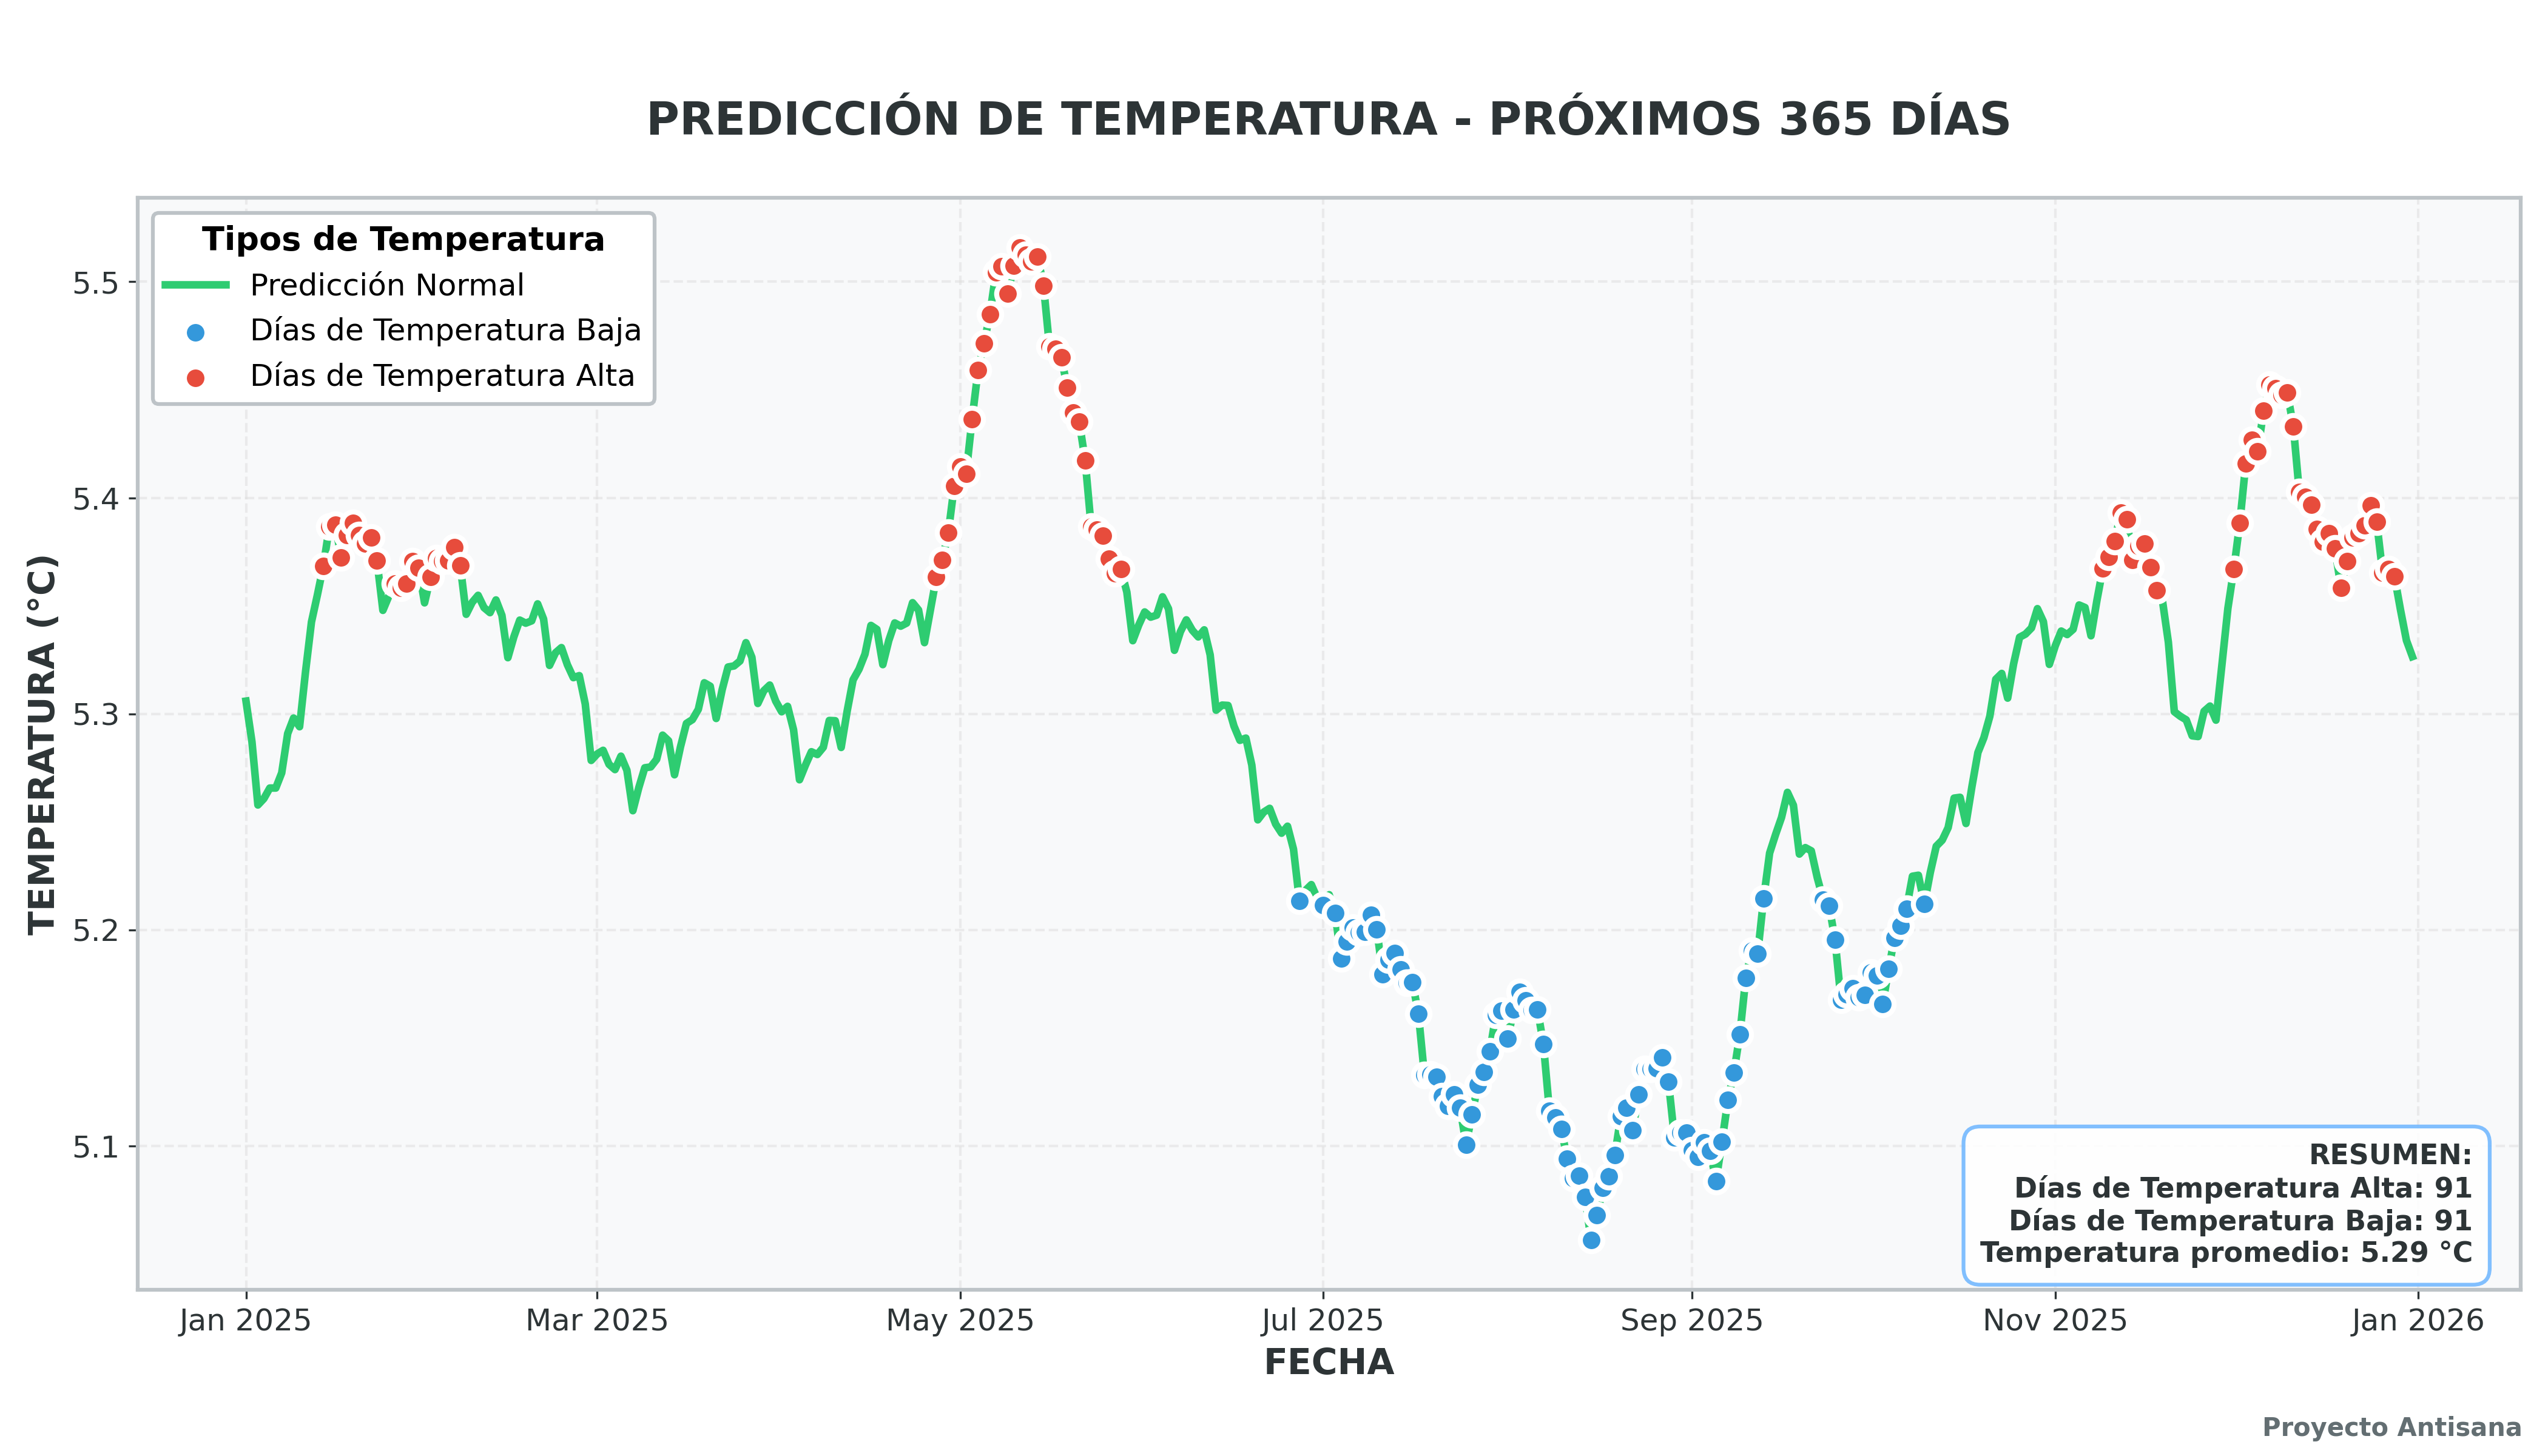 PREDICCIÓN DE TEMPERATURA - PRÓXIMOS 365 DÍAS
Tipos de Temperatura
Predicción Normal
Días de Temperatura Baja
Días de Temperatura Alta
TEMPERATURA (°C)
5.5
5.4
5.3
5.2
5.1
RESUMEN:
Días de Temperatura Alta: 91
Días de Temperatura Baja: 91
Temperatura promedio: 5.29 °C
Jan 2025
Mar 2025
May 2025
Jul 2025
Sep 2025
Nov 2025
Jan 2026
FECHA
Proyecto Antisana